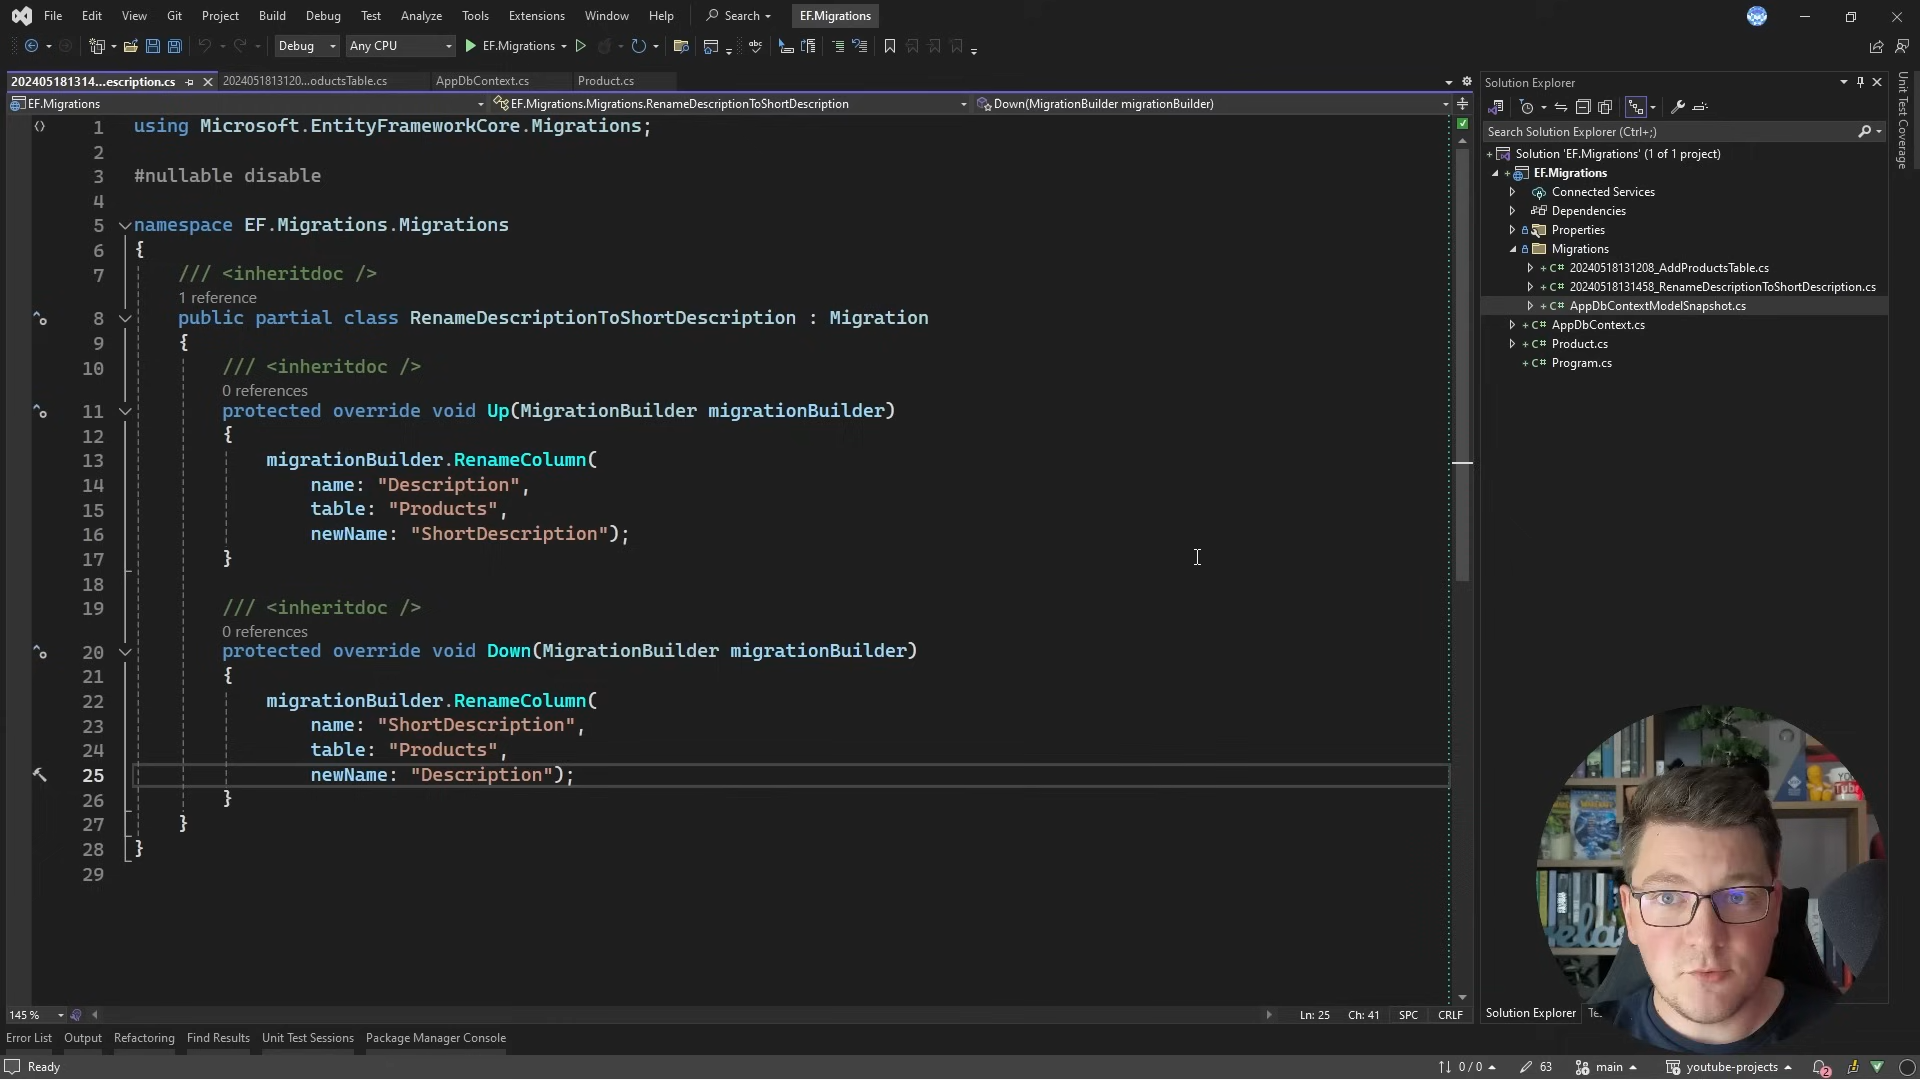 File Edit View Git Project Build Debug Test Analyze Tools Extensions Window Help Search EF.Migrations
Debug Any CPU EF.Migrations
202405181314...escription.cs 202405181320...oductsTable.cs AppDbContext.cs Product.cs
EF.Migrations EF.Migrations.Migrations.RenameDescriptionToShortDescription Down(MigrationBuilder migrationBuilder)
1 using Microsoft.EntityFrameworkCore.Migrations;
2
3 #nullable disable
4
5 namespace EF.Migrations.Migrations
6 {
7 /// <inheritdoc />
1 reference
8 public partial class RenameDescriptionToShortDescription : Migration
9 {
10 /// <inheritdoc />
0 references
11 protected override void Up(MigrationBuilder migrationBuilder)
12 {
13 migrationBuilder.RenameColumn(
14 name: "Description",
15 table: "Products",
16 newName: "ShortDescription");
17 }
18
19 /// <inheritdoc />
0 references
20 protected override void Down(MigrationBuilder migrationBuilder)
21 {
22 migrationBuilder.RenameColumn(
23 name: "ShortDescription",
24 table: "Products",
25 newName: "Description");
26 }
27 }
28 }
29
145 % Ln: 25 Ch: 41 SPC CRLF
Error List Output Refactoring Find Results Unit Test Sessions Package Manager Console
Solution Explorer
Search Solution Explorer (Ctrl+;)
Solution 'EF.Migrations' (1 of 1 project)
EF.Migrations
Connected Services
Dependencies
Properties
Migrations
C# 20240518131208_AddProductsTable.cs
C# 20240518131458_RenameDescriptionToShortDescription.cs
C# AppDbContextModelSnapshot.cs
C# AppDbContext.cs
C# Product.cs
C# Program.cs
Solution Explorer
Unit Test Coverage
Ready 0 / 0 63 main youtube-projects 2